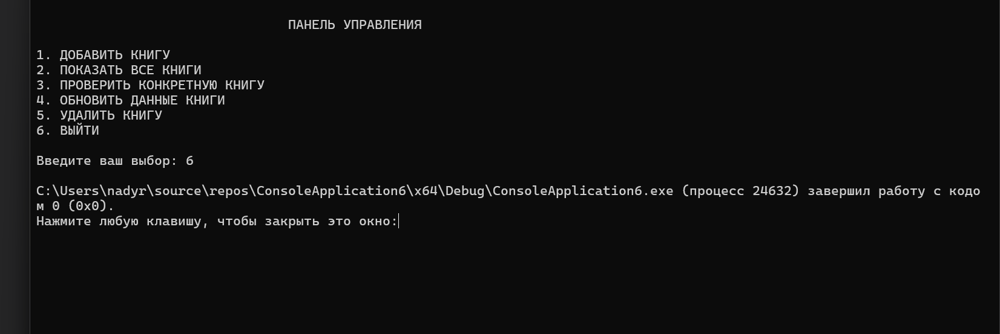 ПАНЕЛЬ УПРАВЛЕНИЯ
1. ДОБАВИТЬ КНИГУ
2. ПОКАЗАТЬ ВСЕ КНИГИ
3. ПРОВЕРИТЬ КОНКРЕТНУЮ КНИГУ
4. ОБНОВИТЬ ДАННЫЕ КНИГИ
5. УДАЛИТЬ КНИГУ
6. ВЫЙТИ
Введите ваш выбор: 6
C:\Users\nadyr\source\repos\ConsoleApplication6\x64\Debug\ConsoleApplication6.exe (процесс 24632) завершил работу с кодо
м 0 (0x0).
Нажмите любую клавишу, чтобы закрыть это окно: